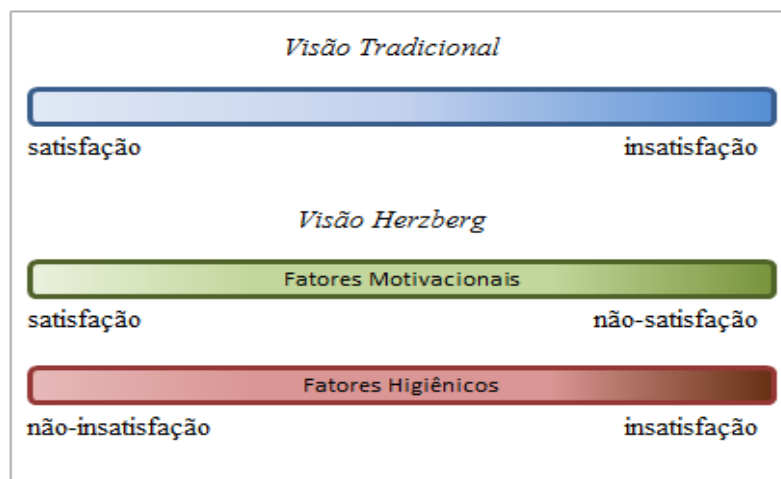 Visão Tradicional
satisfação insatisfação
Visão Herzberg
Fatores Motivacionais
satisfação não-satisfação
Fatores Higiênicos
não-insatisfação insatisfação